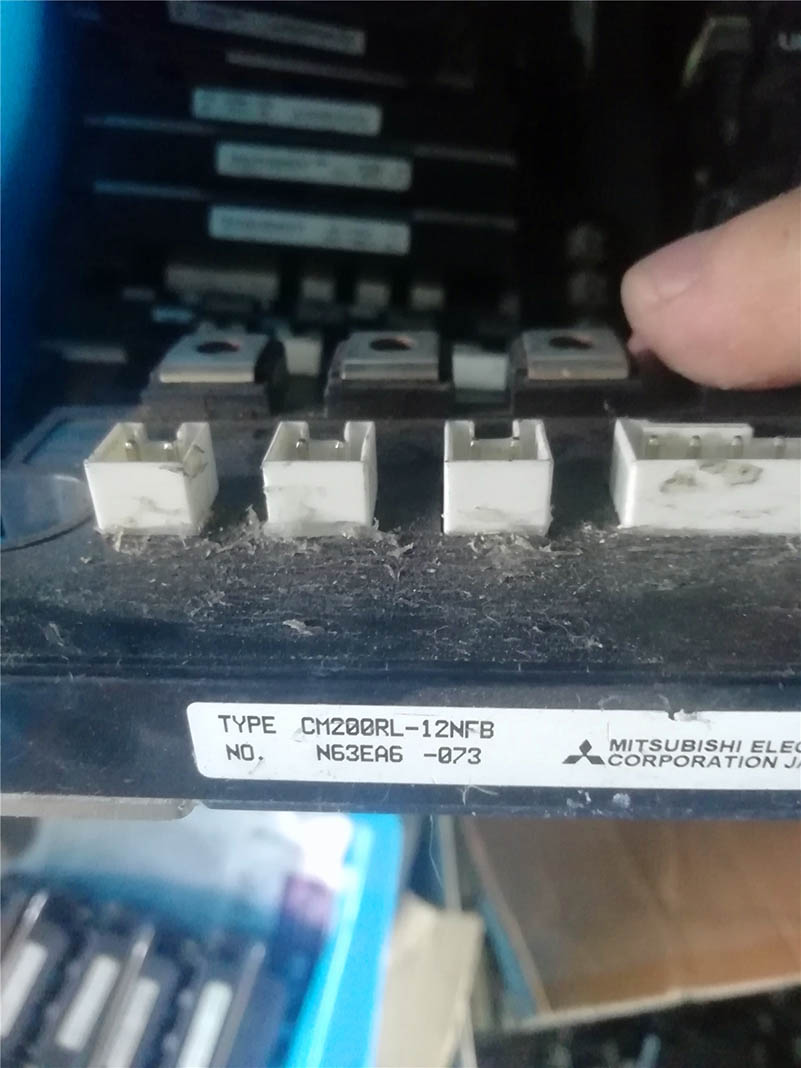 TYPE CM200RL-12NFB
NO. N63EA6 -073
MITSUBISHI ELEC
CORPORATION JA